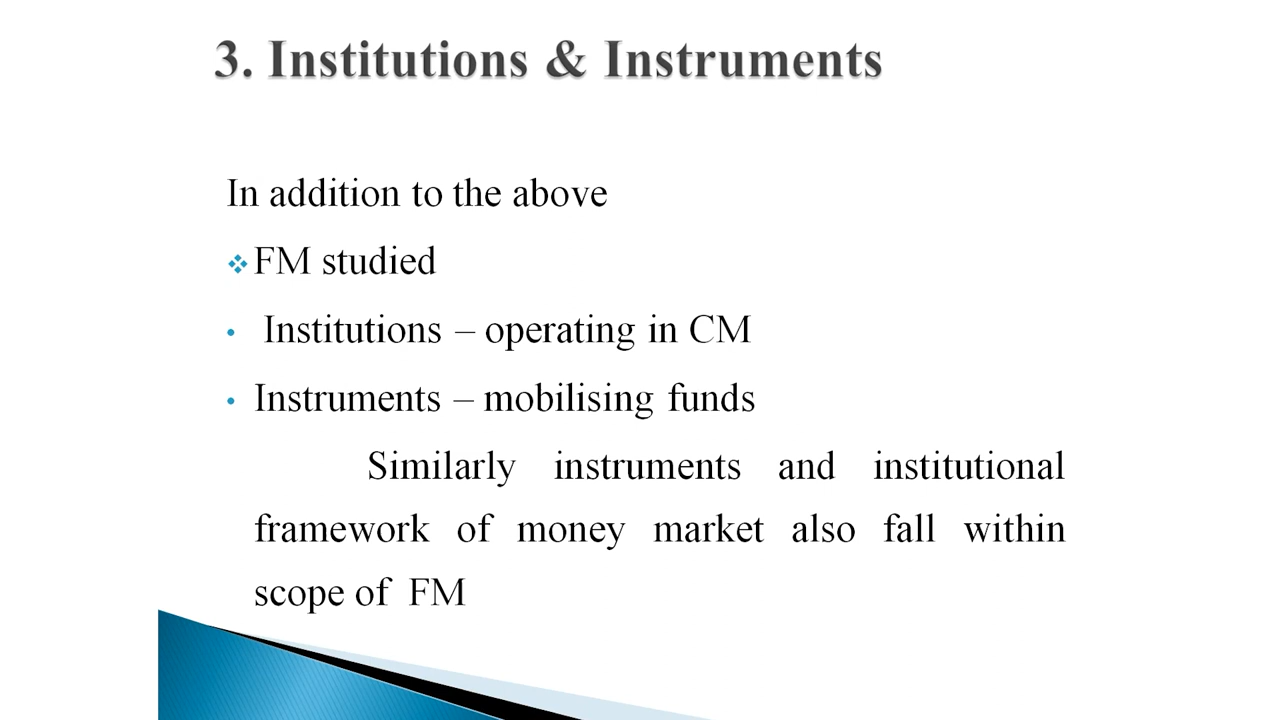 3. Institutions & Instruments
In addition to the above
❖ FM studied
• Institutions – operating in CM
• Instruments – mobilising funds
Similarly instruments and institutional
framework of money market also fall within
scope of FM